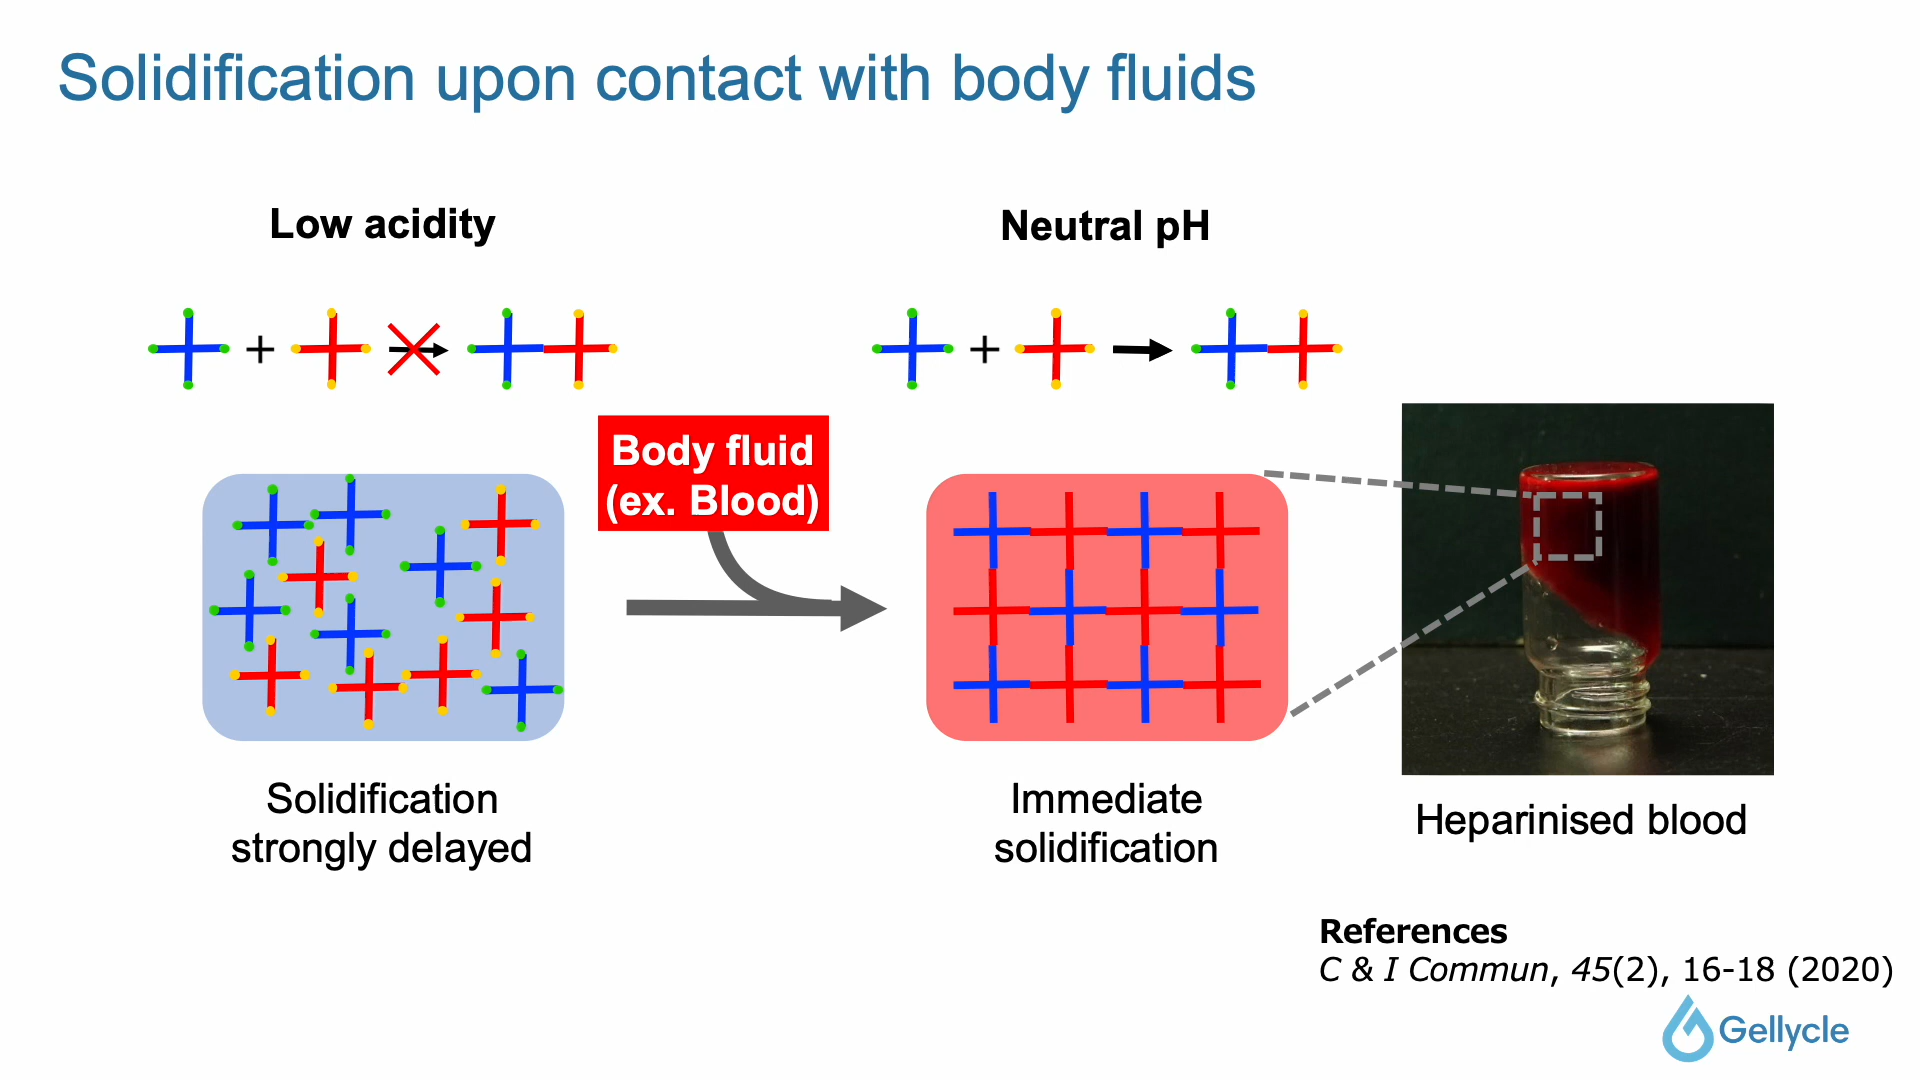 Solidification upon contact with body fluids
Low acidity
Neutral pH
+
+
Body fluid
(ex. Blood)
Solidification
strongly delayed
Immediate
solidification
Heparinised blood
References
C & I Commun, 45(2), 16-18 (2020)
Gellycle